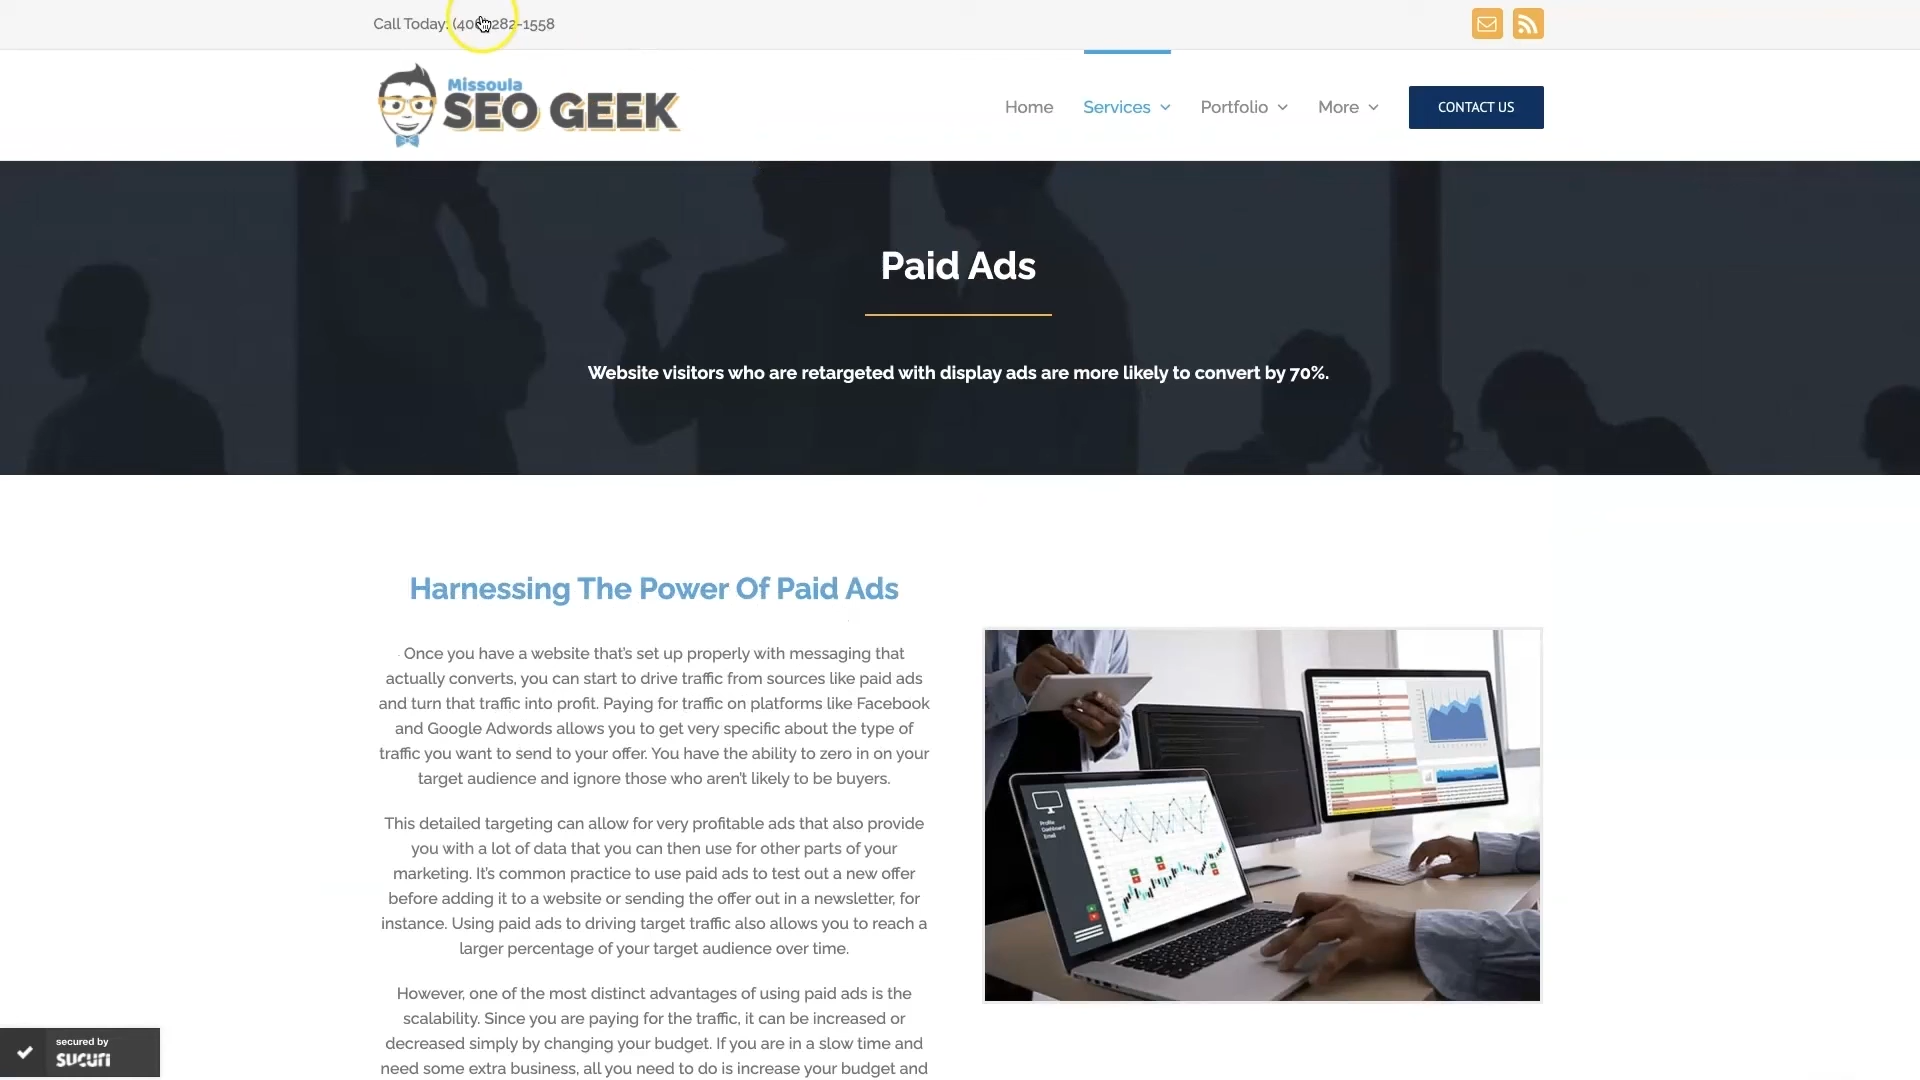 Call Today: (406) 282-1558
Missoula
SEO GEEK
Home
Services
Portfolio
More
CONTACT US
Paid Ads
Website visitors who are retargeted with display ads are more likely to convert by 70%.
Harnessing The Power Of Paid Ads
Once you have a website that's set up properly with messaging that
actually converts, you can start to drive traffic from sources like paid ads
and turn that traffic into profit. Paying for traffic on platforms like Facebook
and Google Adwords allows you to get very specific about the type of
traffic you want to send to your offer. You have the ability to zero in on your
target audience and ignore those who aren't likely to be buyers.
This detailed targeting can allow for very profitable ads that also provide
you with a lot of data that you can then use for other parts of your
marketing. It's common practice to use paid ads to test out a new offer
before adding it to a website or sending the offer out in a newsletter, for
instance. Using paid ads to driving target traffic also allows you to reach a
larger percentage of your target audience over time.
However, one of the most distinct advantages of using paid ads is the
scalability. Since you are paying for the traffic, it can be increased or
decreased simply by changing your budget. If you are in a slow time and
need some extra business, all you need to do is increase your budget and
Profile
Dashboard
Email
secured by
sucuri